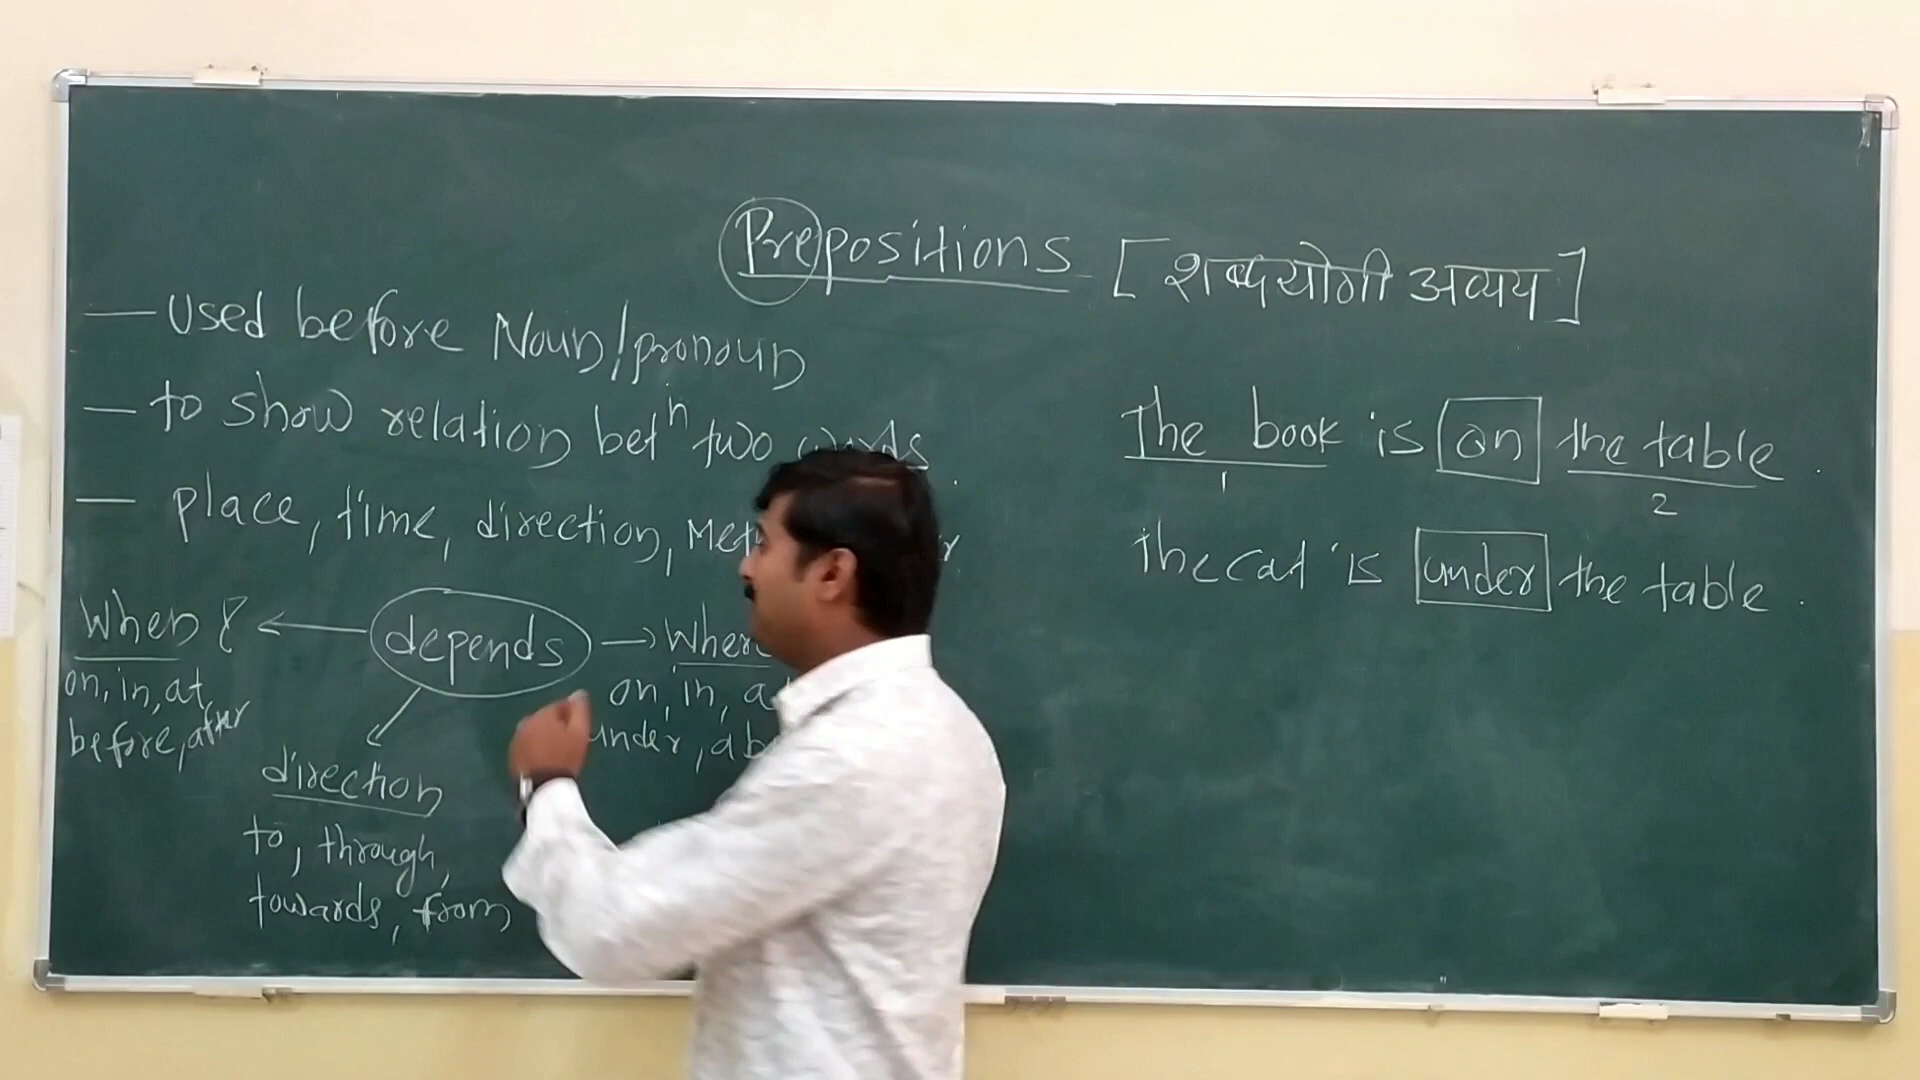 Prepositions [शब्दयोगी अव्यय]
— used before Noun/pronoun
— to show relation betn two words.
— place, time, direction,
When? ← depends →
on, in, at,
before, after
on, in,
under,
direction
to, through,
towards, from
The book is on the table.
1 2
The cat is under the table.